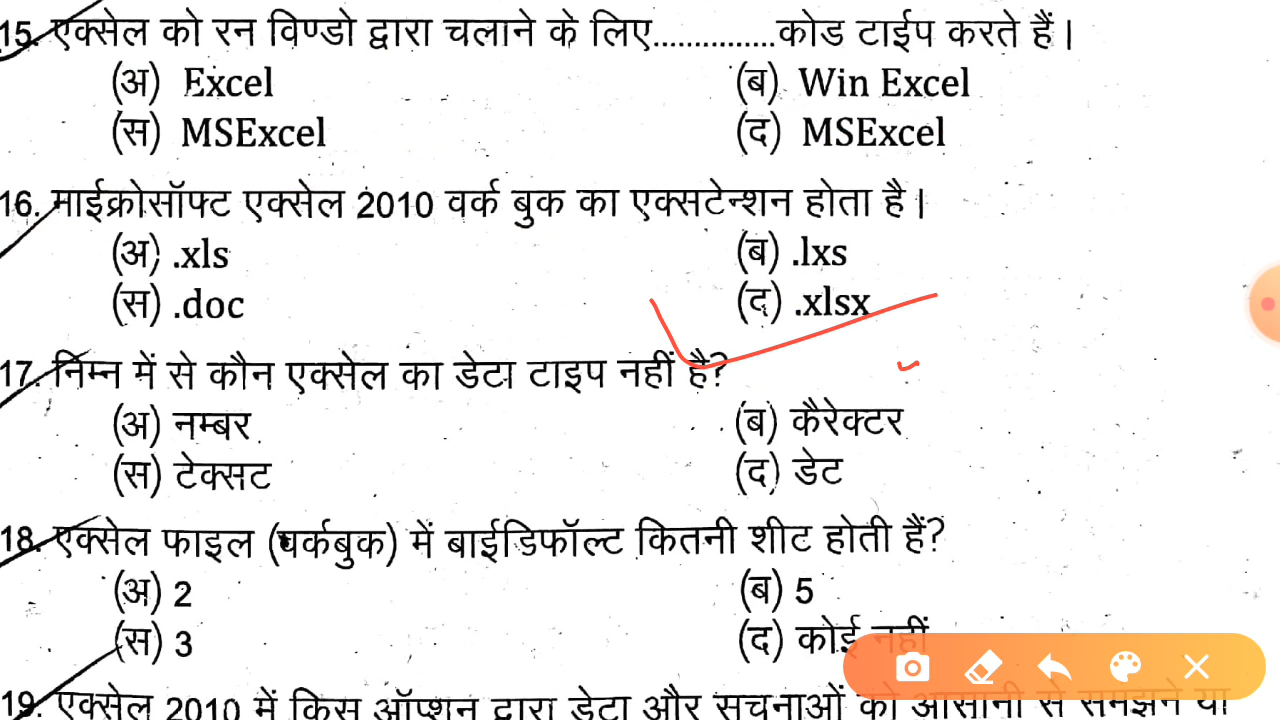 15. एक्सेल को रन विण्डो द्वारा चलाने के लिए...............कोड टाईप करते हैं।
(अ) Excel (ब) Win Excel
(स) MSExcel (द) MSExcel
16. माईक्रोसॉफ्ट एक्सेल 2010 वर्क बुक का एक्सटेन्शन होता है।
(अ) .xls (ब) .lxs
(स) .doc (द) .xlsx
17. निम्न में से कौन एक्सेल का डेटा टाइप नहीं है?
(अ) नम्बर (ब) कैरेक्टर
(स) टेक्सट (द) डेट
18. एक्सेल फाइल (वर्कबुक) में बाईडिफॉल्ट कितनी शीट होती हैं?
(अ) 2 (ब) 5
(स) 3 (द) कोई नहीं
19. एक्सेल 2010 में किस ऑप्शन द्वारा डेटा और सूचनाओं को आसानी से समझने या